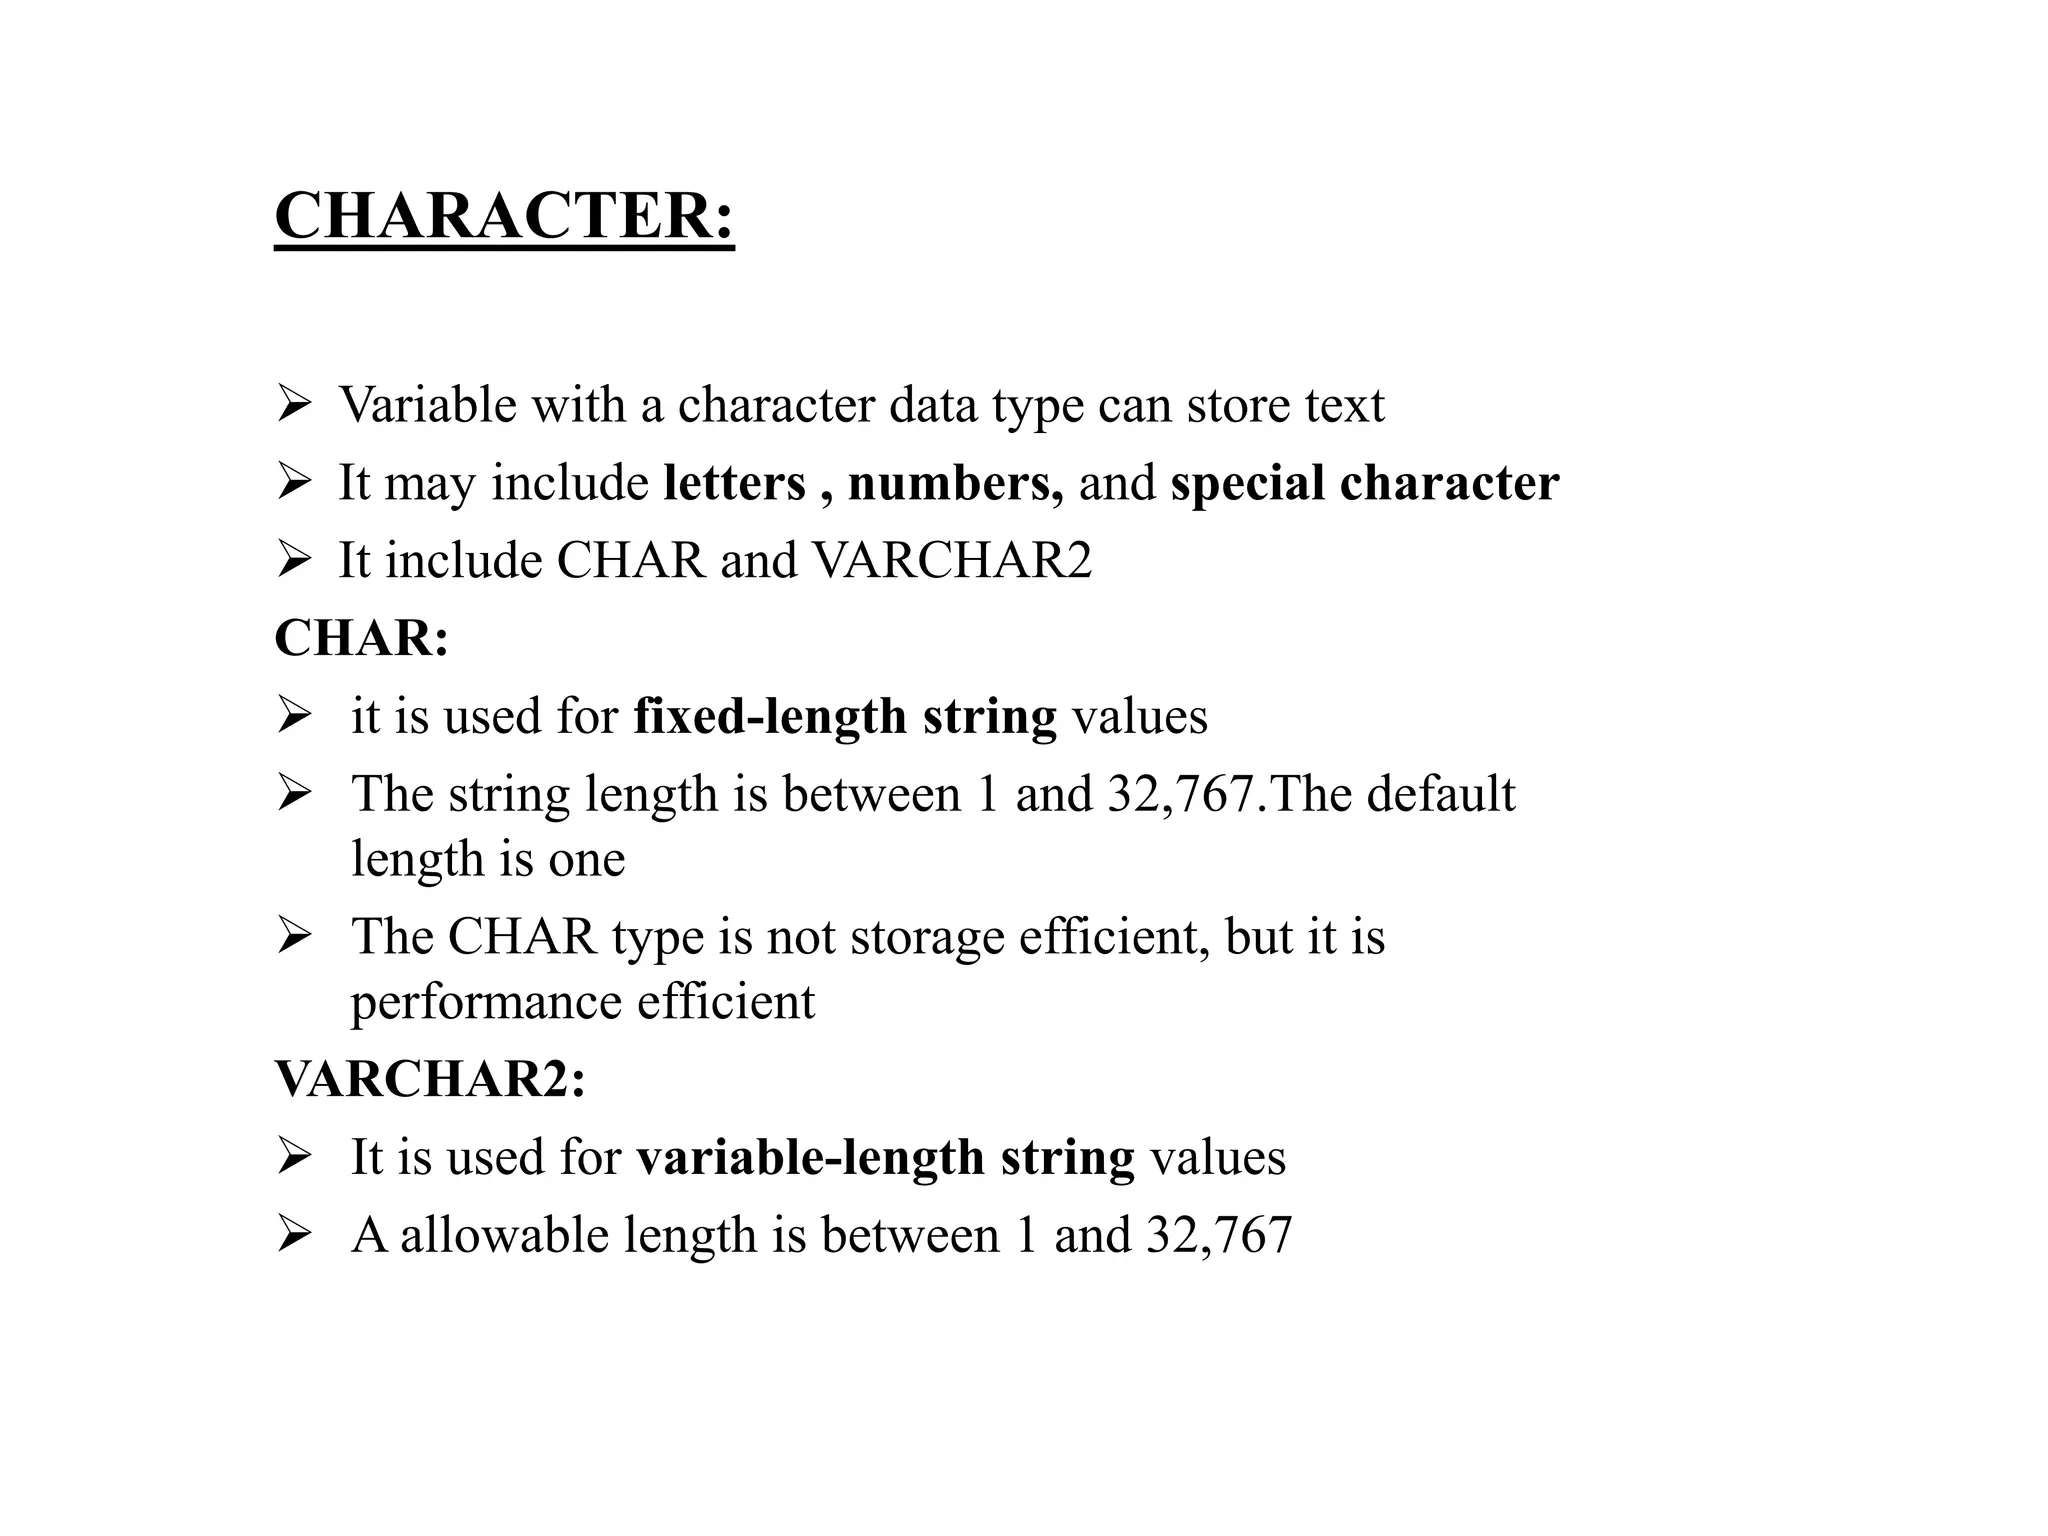 CHARACTER:
➢ Variable with a character data type can store text
➢ It may include letters , numbers, and special character
➢ It include CHAR and VARCHAR2
CHAR:
➢ it is used for fixed-length string values
➢ The string length is between 1 and 32,767.The default
length is one
➢ The CHAR type is not storage efficient, but it is
performance efficient
VARCHAR2:
➢ It is used for variable-length string values
➢ A allowable length is between 1 and 32,767